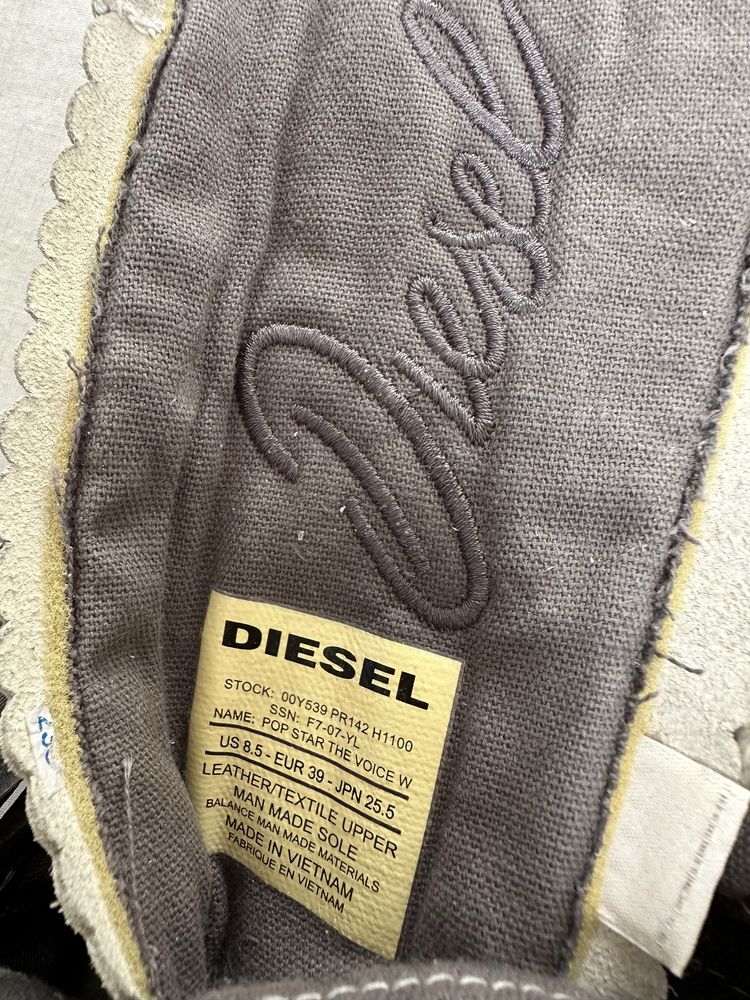 Diesel
DIESEL
STOCK: 00Y539 PR142 H1100
SSN: F7-07-YL
NAME: POP STAR THE VOICE W
US 8.5 - EUR 39 - JPN 25.5
LEATHER/TEXTILE UPPER
MAN MADE SOLE
BALANCE MAN MADE MATERIALS
MADE IN VIETNAM
FABRIQUE EN VIETNAM